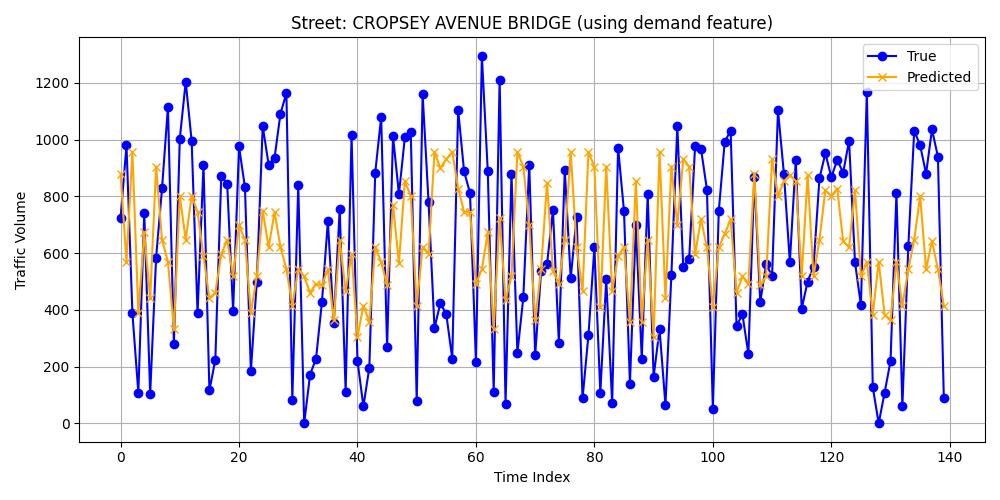 Street: CROPSEY AVENUE BRIDGE (using demand feature)
True
Predicted
Traffic Volume
1200
1000
800
600
400
200
0
0 20 40 60 80 100 120 140
Time Index